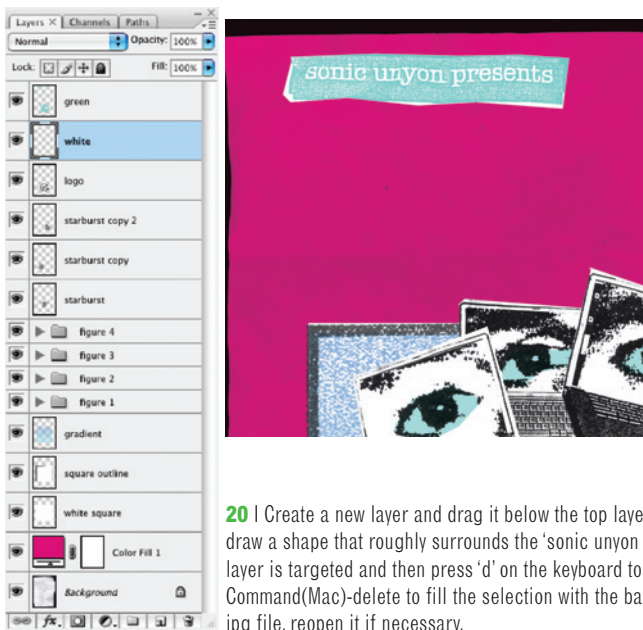 Layers × Channels Paths
Normal Opacity: 100%
Lock: Fill: 100%
green
white
logo
starburst copy 2
starburst copy
starburst
figure 4
figure 3
figure 2
figure 1
gradient
square outline
white square
Color Fill 1
Background
fx.
sonic unyon presents
20 | Create a new layer and drag it below the top laye
draw a shape that roughly surrounds the ‘sonic unyon
layer is targeted and then press ‘d’ on the keyboard to
Command(Mac)-delete to fill the selection with the ba
jpg file, reopen it if necessary.